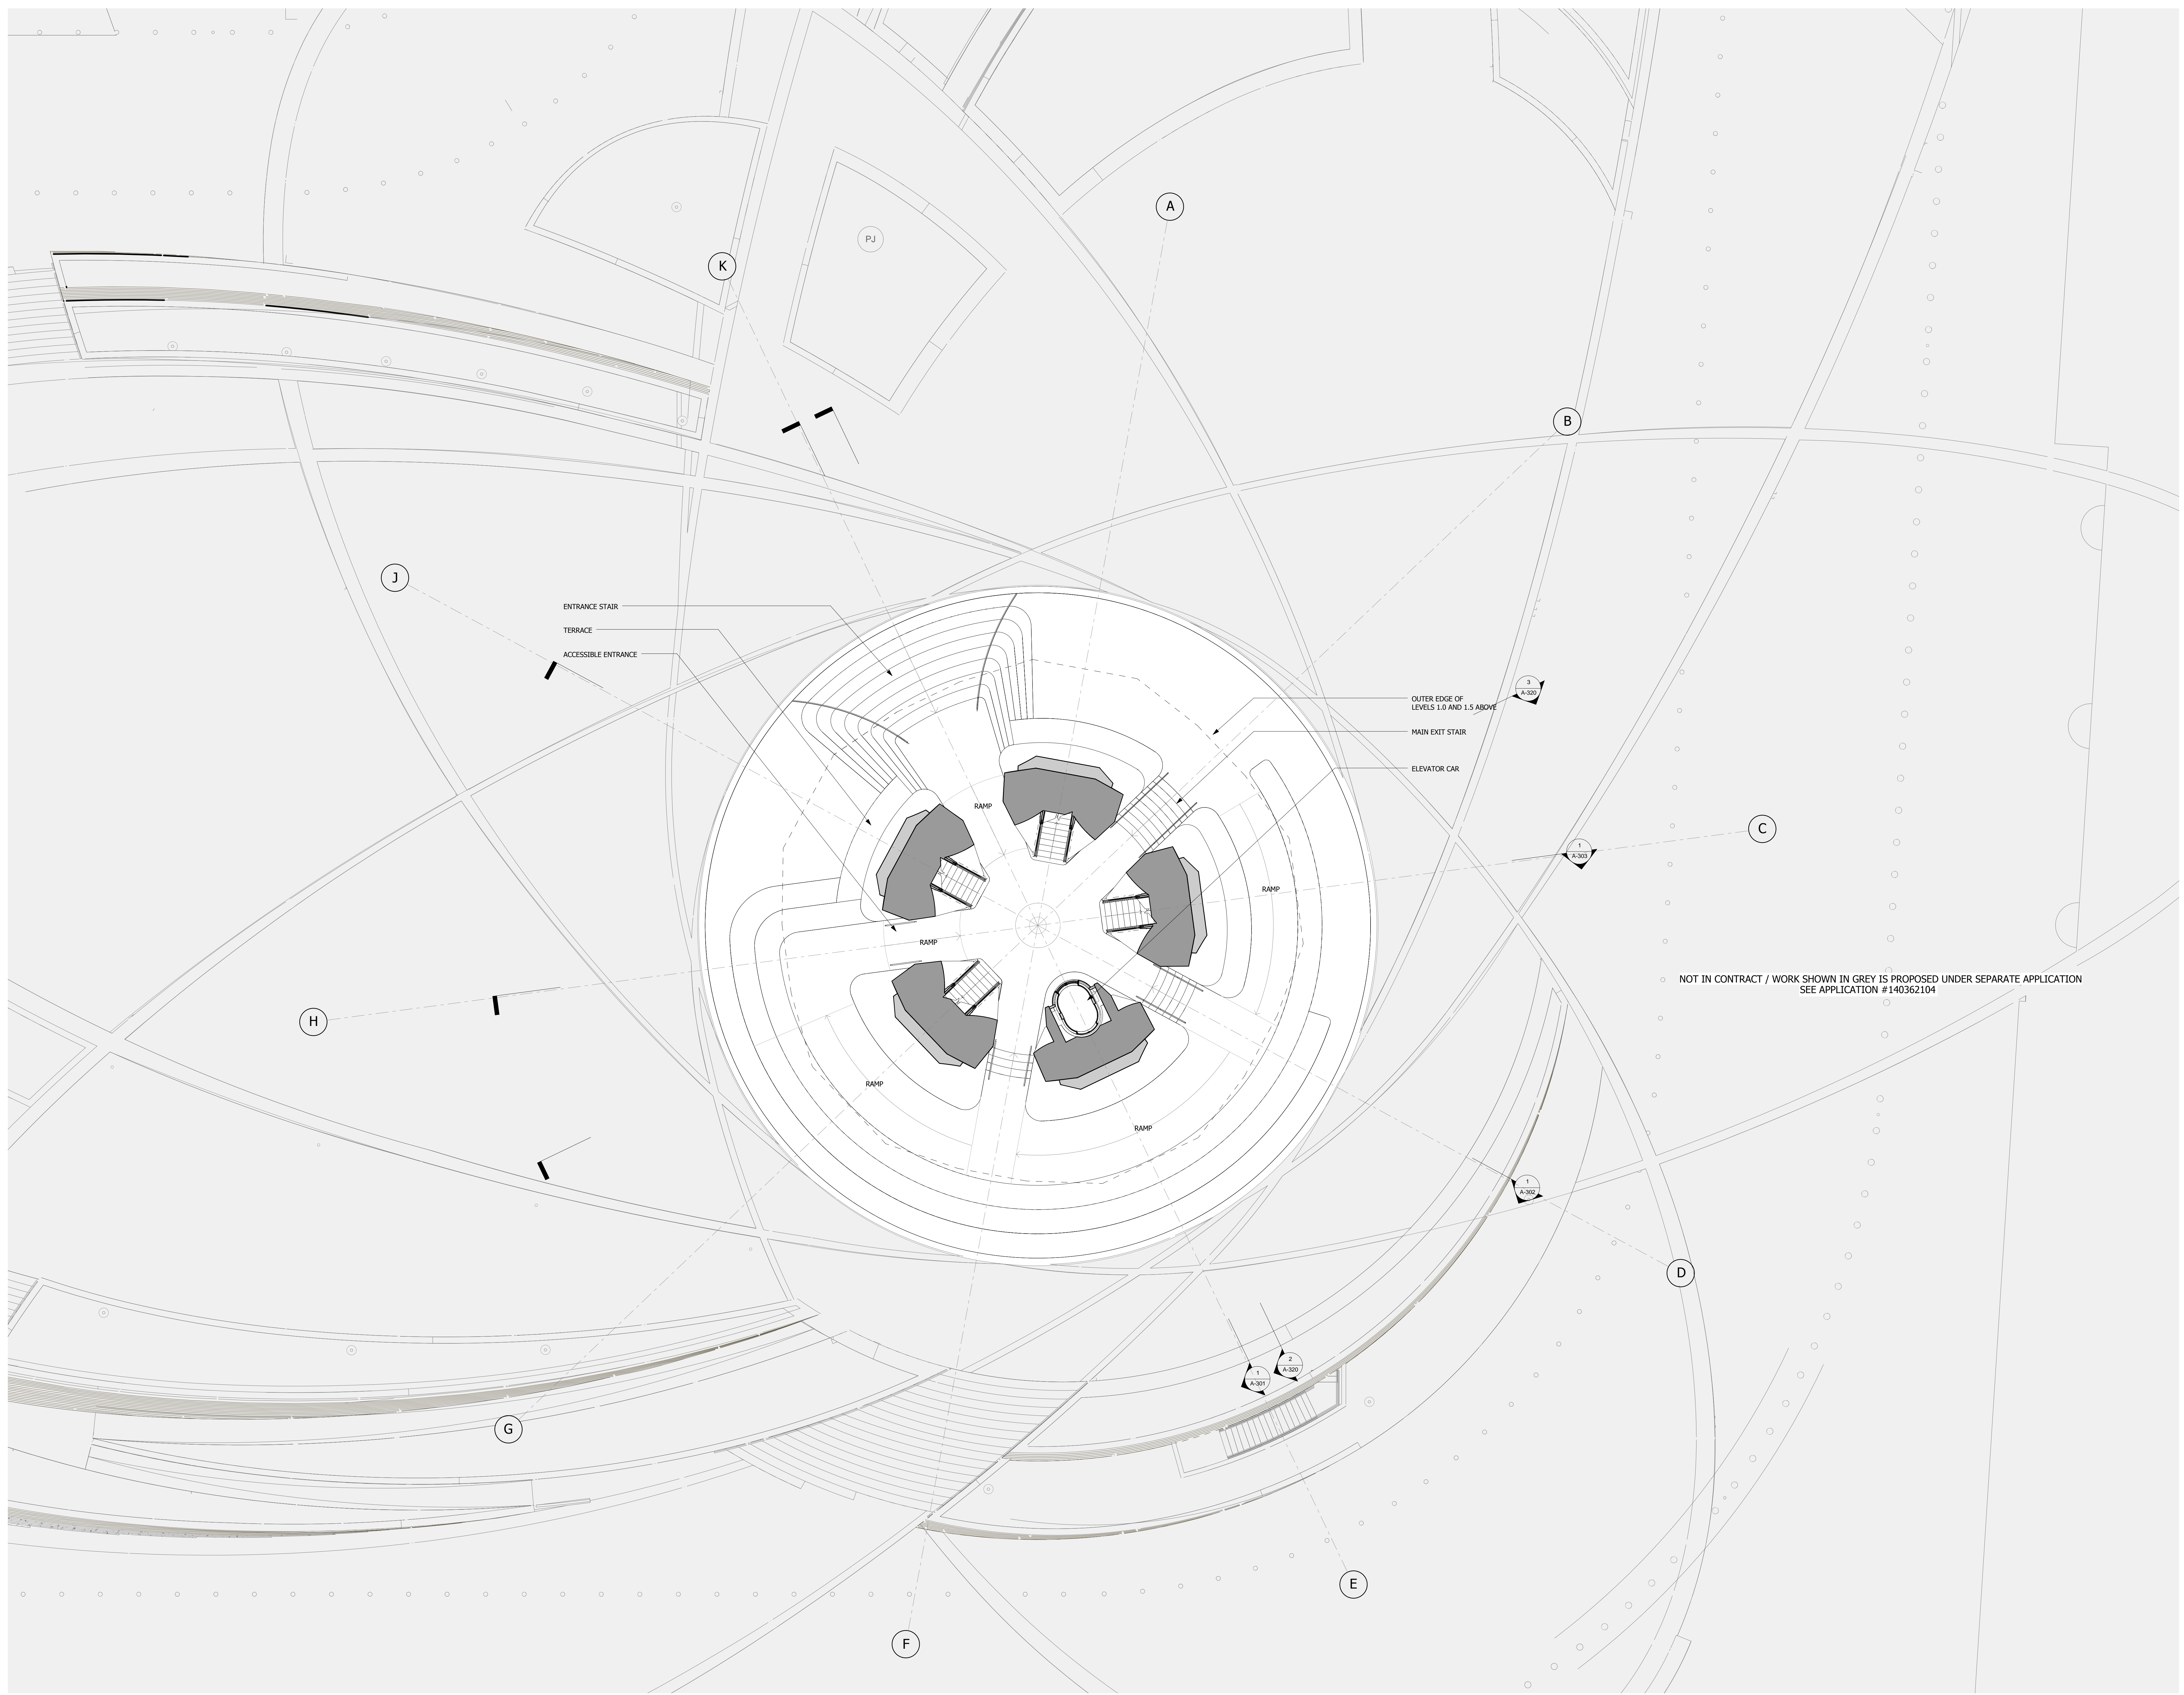 A
PJ
K
B
J
ENTRANCE STAIR
TERRACE
ACCESSIBLE ENTRANCE
3
A-320
OUTER EDGE OF
LEVELS 1.0 AND 1.5 ABOVE
MAIN EXIT STAIR
ELEVATOR CAR
RAMP
C
1
A-303
RAMP
RAMP
NOT IN CONTRACT / WORK SHOWN IN GREY IS PROPOSED UNDER SEPARATE APPLICATION
SEE APPLICATION #140362104
H
RAMP
RAMP
1
A-302
D
2
A-320
1
A-301
G
E
F